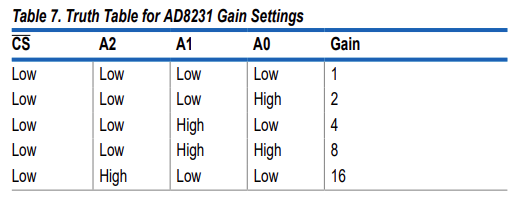 Table 7. Truth Table for AD8231 Gain Settings
C̅S̅ A2 A1 A0 Gain
Low Low Low Low 1
Low Low Low High 2
Low Low High Low 4
Low Low High High 8
Low High Low Low 16